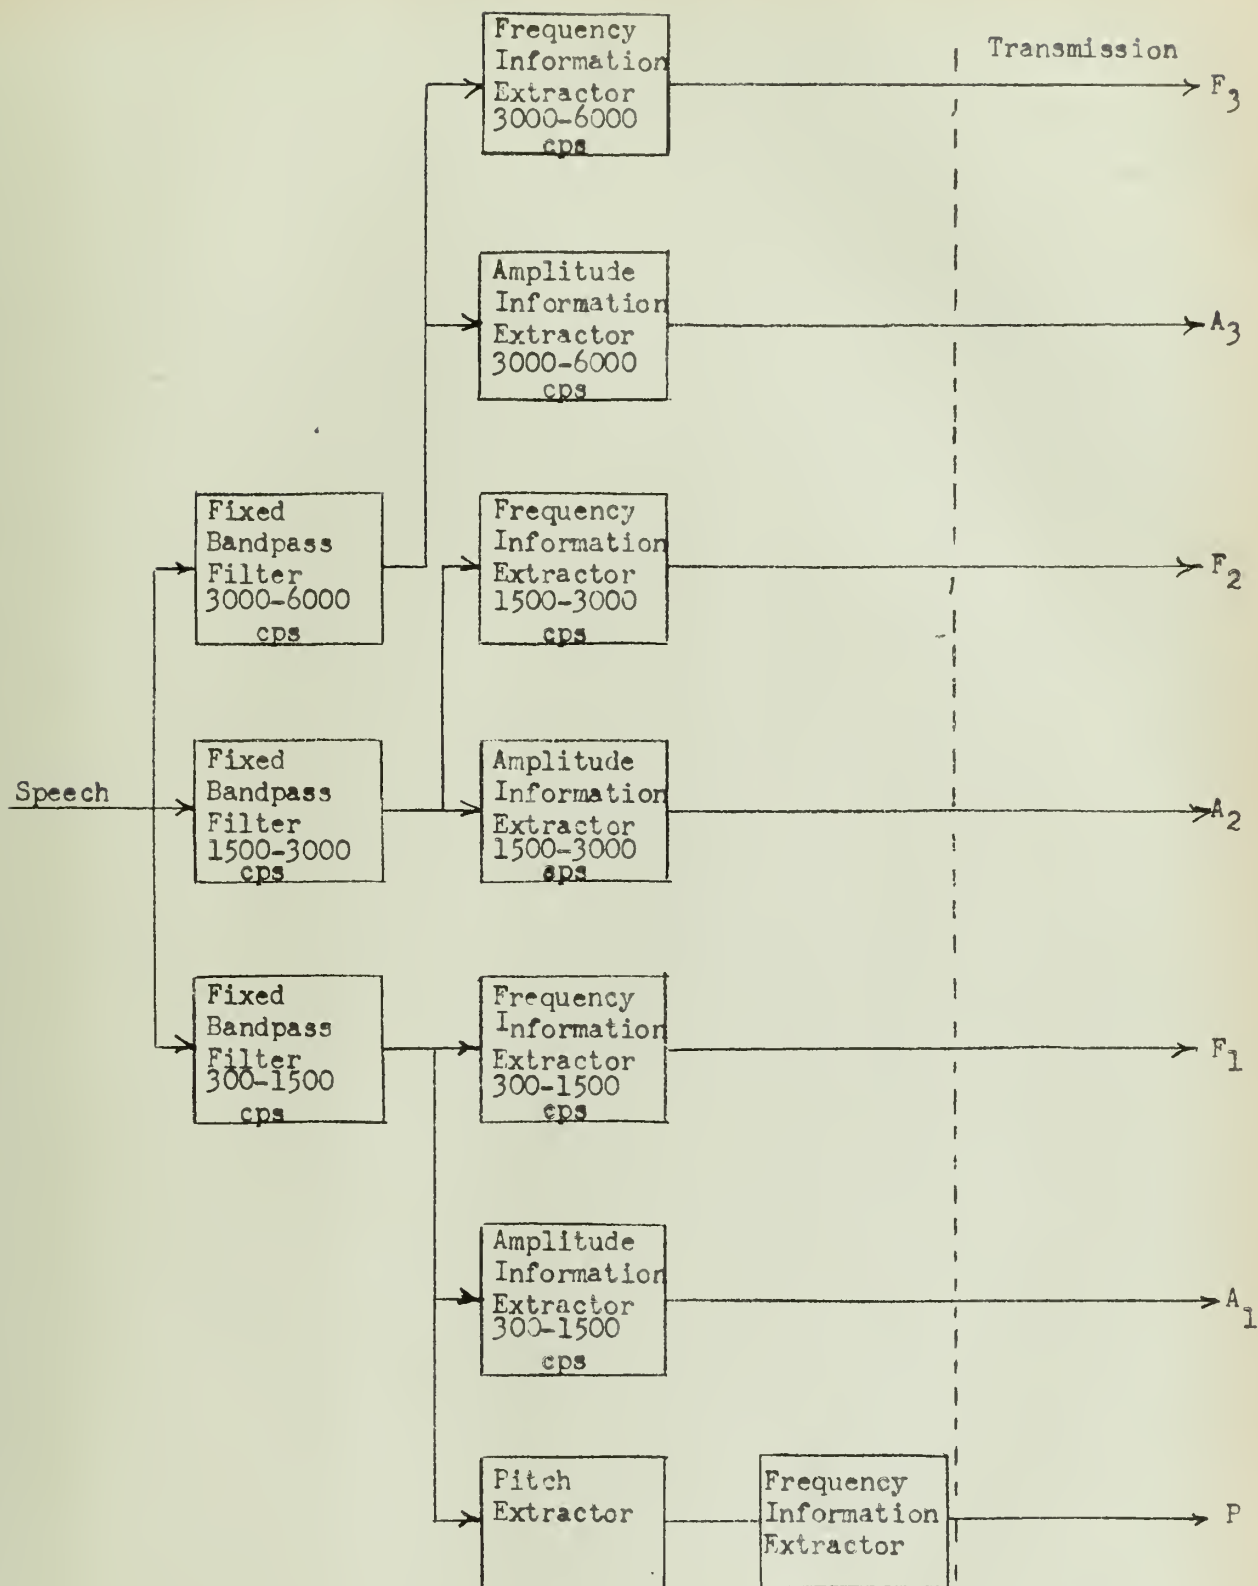 Frequency
Information
Extractor
3000-6000
cps
Transmission
F3
Amplitude
Information
Extractor
3000-6000
cps
A3
Fixed
Bandpass
Filter
3000-6000
cps
Frequency
Information
Extractor
1500-3000
cps
F2
Speech
Fixed
Bandpass
Filter
1500-3000
cps
Amplitude
Information
Extractor
1500-3000
cps
A2
Fixed
Bandpass
Filter
300-1500
cps
Frequency
Information
Extractor
300-1500
cps
F1
Amplitude
Information
Extractor
300-1500
cps
A1
Pitch
Extractor
Frequency
Information
Extractor
P